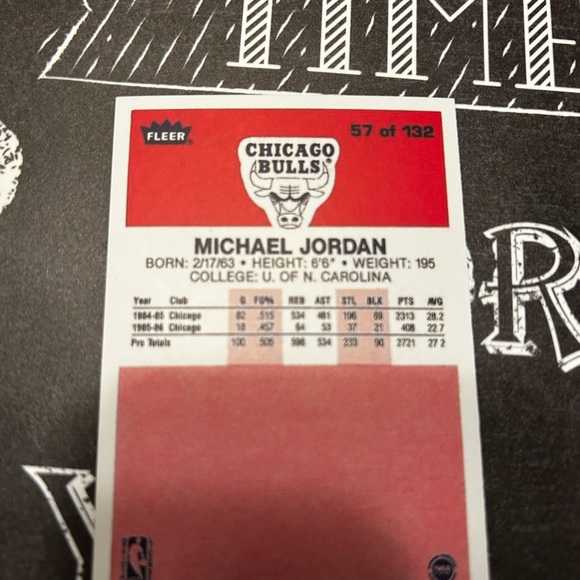 TIME
FLEER
57 of 132
CHICAGO
BULLS
MICHAEL JORDAN
BORN: 2/17/63 • HEIGHT: 6'6" • WEIGHT: 195
COLLEGE: U. OF N. CAROLINA
Year Club G FG% REB AST STL BLK PTS AVG
1984-85 Chicago 82 .515 534 481 196 69 2313 28.2
1985-86 Chicago 18 .457 64 53 37 21 408 22.7
Pro Totals 100 .505 598 534 233 90 2721 27.2
OR
NBA